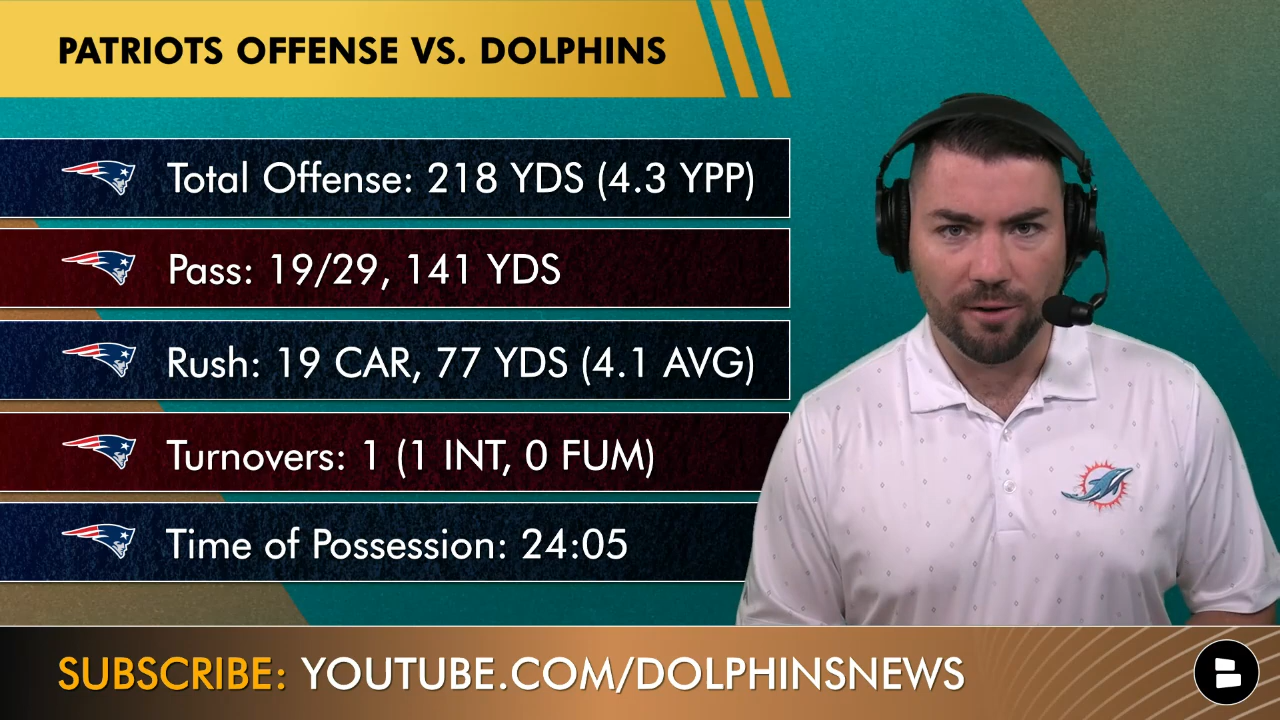 PATRIOTS OFFENSE VS. DOLPHINS
Total Offense: 218 YDS (4.3 YPP)
Pass: 19/29, 141 YDS
Rush: 19 CAR, 77 YDS (4.1 AVG)
Turnovers: 1 (1 INT, 0 FUM)
Time of Possession: 24:05
SUBSCRIBE: YOUTUBE.COM/DOLPHINSNEWS